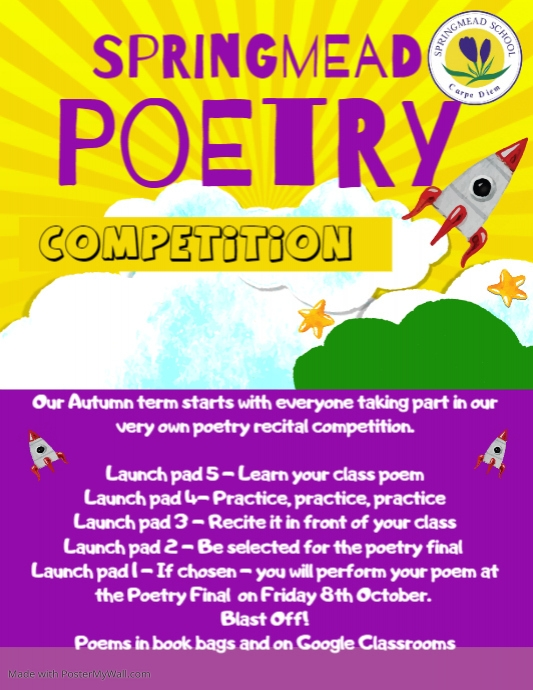 SPRINGMEAD
SPRINGMEAD SCHOOL
Carpe Diem
POETRY
COMPETITION
Our Autumn term starts with everyone taking part in our
very own poetry recital competition.
Launch pad 5 – Learn your class poem
Launch pad 4– Practice, practice, practice
Launch pad 3 – Recite it in front of your class
Launch pad 2 – Be selected for the poetry final
Launch pad 1 – If chosen – you will perform your poem at
the Poetry Final on Friday 8th October.
Blast Off!
Poems in book bags and on Google Classrooms
Made with PosterMyWall.com